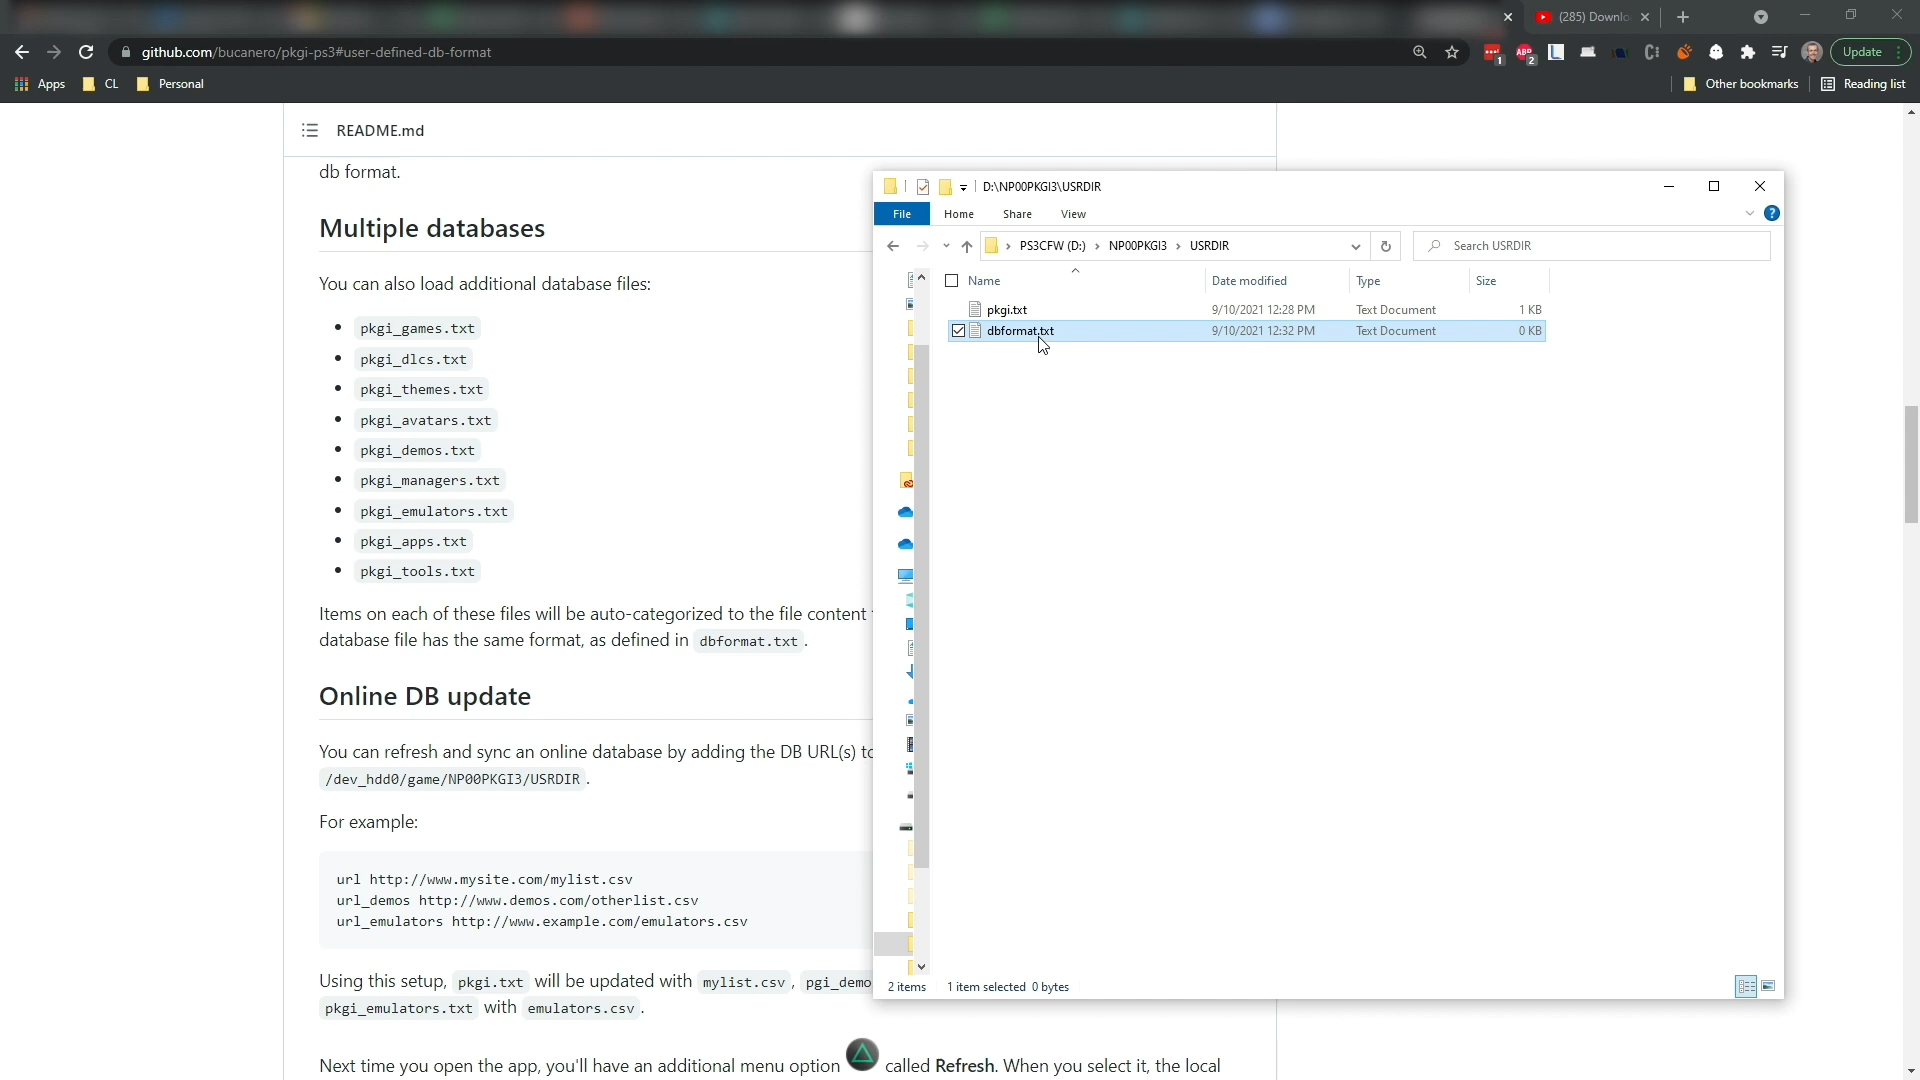 (285) Downlo
github.com/bucanero/pkgi-ps3#user-defined-db-format
1
ABP
2
L
Update
Apps
CL
Personal
Other bookmarks
Reading list
README.md
db format.
Multiple databases
You can also load additional database files:
pkgi_games.txt
pkgi_dlcs.txt
pkgi_themes.txt
pkgi_avatars.txt
pkgi_demos.txt
pkgi_managers.txt
pkgi_emulators.txt
pkgi_apps.txt
pkgi_tools.txt
Items on each of these files will be auto-categorized to the file content
database file has the same format, as defined in dbformat.txt .
Online DB update
You can refresh and sync an online database by adding the DB URL(s) to
/dev_hdd0/game/NP00PKGI3/USRDIR .
For example:
url http://www.mysite.com/mylist.csv
url_demos http://www.demos.com/otherlist.csv
url_emulators http://www.example.com/emulators.csv
Using this setup, pkgi.txt will be updated with mylist.csv , pgi_demo
pkgi_emulators.txt with emulators.csv .
Next time you open the app, you'll have an additional menu option called Refresh. When you select it, the local
D:\NP00PKGI3\USRDIR
File Home Share View
PS3CFW (D:) NP00PKGI3 USRDIR
Search USRDIR
Name Date modified Type Size
pkgi.txt 9/10/2021 12:28 PM Text Document 1 KB
dbformat.txt 9/10/2021 12:32 PM Text Document 0 KB
2 items 1 item selected 0 bytes